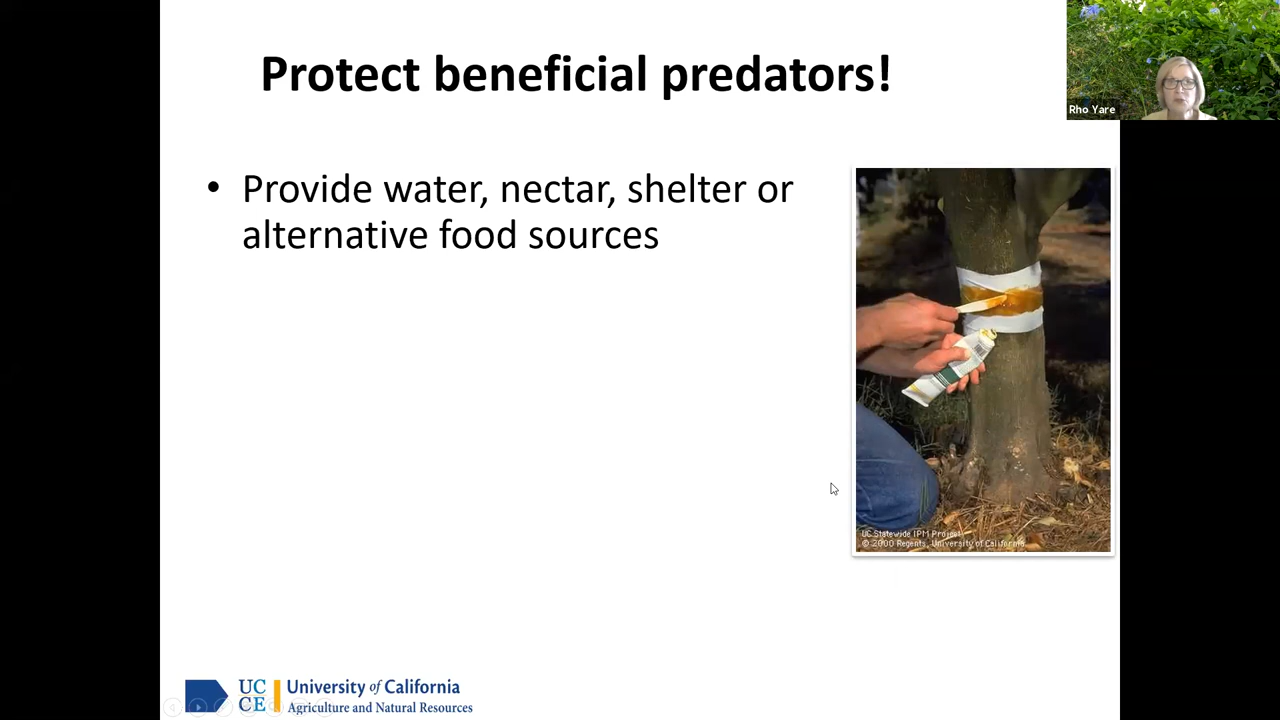 Protect beneficial predators!
Rho Yare
• Provide water, nectar, shelter or
alternative food sources
UC Statewide IPM Project
© 2000 Regents, University of California
UC
CE
University of California
Agriculture and Natural Resources